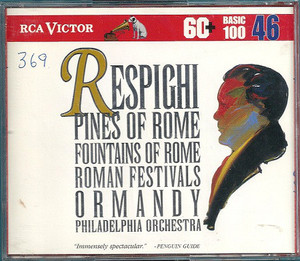 RCA VICTOR
60+
BASIC
100
46
369
RESPIGHI
PINES OF ROME
FOUNTAINS OF ROME
ROMAN FESTIVALS
ORMANDY
PHILADELPHIA ORCHESTRA
"Immensely spectacular." -PENGUIN GUIDE